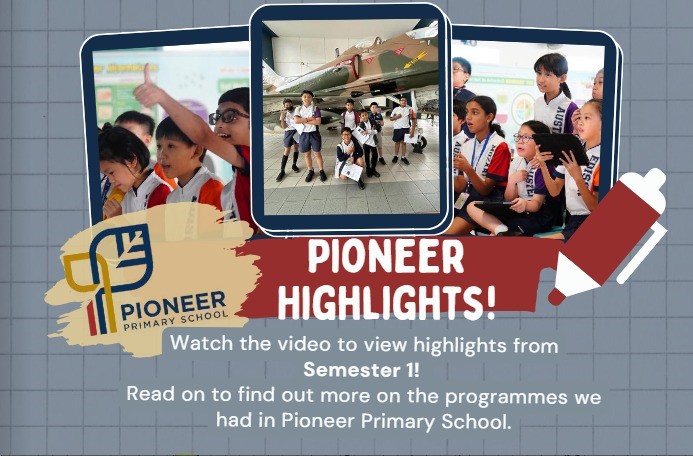 PIONEER
HIGHLIGHTS!
PIONEER
PRIMARY SCHOOL
Watch the video to view highlights from
Semester 1!
Read on to find out more on the programmes we
had in Pioneer Primary School.